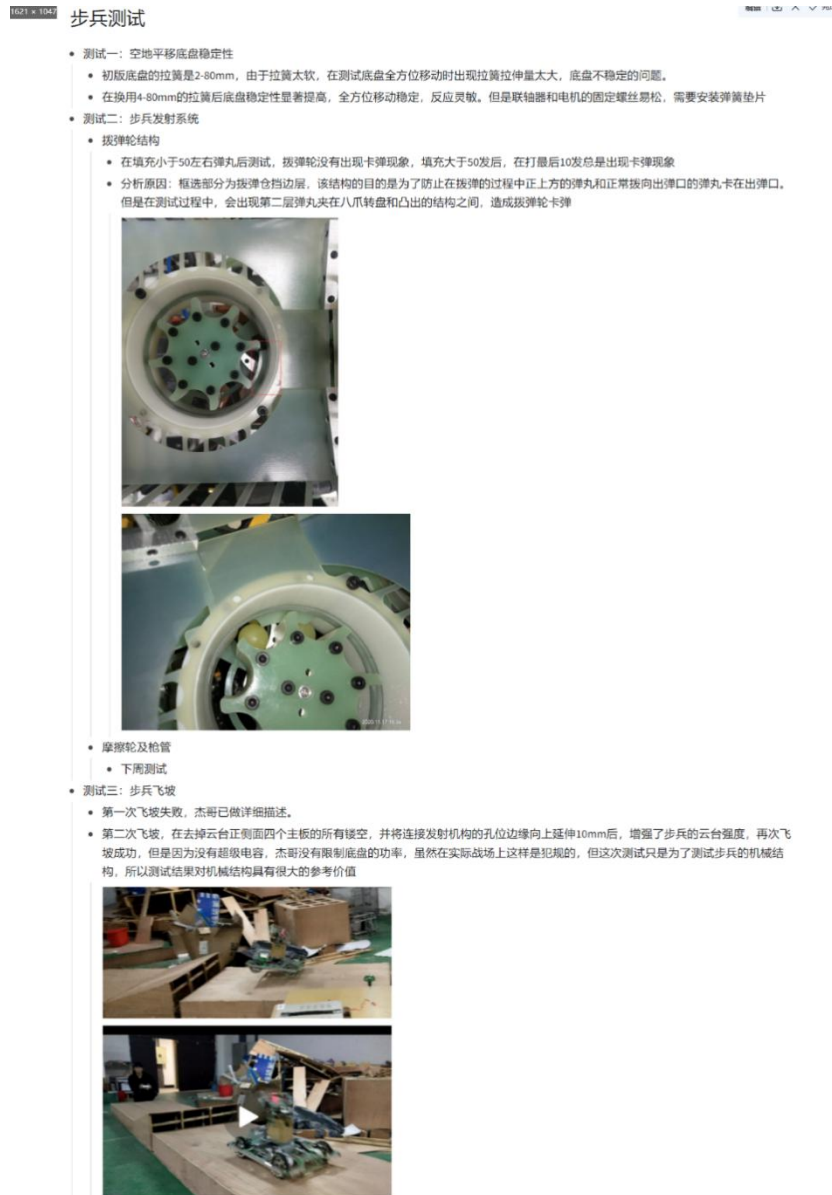 1621 × 1047
步兵测试
测试一：空地平移底盘稳定性
初版底盘的拉簧是2-80mm，由于拉簧太软，在测试底盘全方位移动时出现拉簧拉伸量太大，底盘不稳定的问题。
在换用4-80mm的拉簧后底盘稳定性显著提高，全方位移动稳定，反应灵敏。但是联轴器和电机的固定螺丝易松，需要安装弹簧垫片
测试二：步兵发射系统
拨弹轮结构
在填充小于50左右弹丸后测试，拨弹轮没有出现卡弹现象，填充大于50发后，在打最后10发总是出现卡弹现象
分析原因：框选部分为拨弹仓挡边层，该结构的目的是为了防止在拨弹的过程中正上方的弹丸和正常拨向出弹口的弹丸卡在出弹口。
但是在测试过程中，会出现第二层弹丸夹在八爪转盘和凸出的结构之间，造成拨弹轮卡弹
摩擦轮及枪管
下周测试
测试三：步兵飞坡
第一次飞坡失败，杰哥已做详细描述。
第二次飞坡，在去掉云台正侧面四个主板的所有镂空，并将连接发射机构的孔位边缘向上延伸10mm后，增强了步兵的云台强度，再次飞
坡成功，但是因为没有超级电容，杰哥没有限制底盘的功率，虽然在实际战场上这样是犯规的，但这次测试只是为了测试步兵的机械结
构，所以测试结果对机械结构具有很大的参考价值